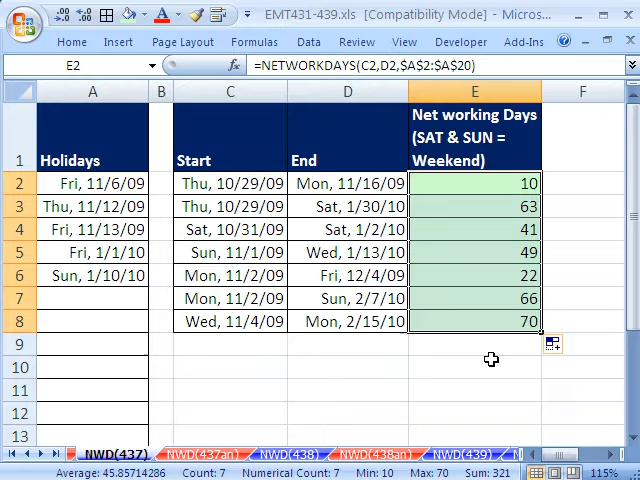 EMT431-439.xls [Compatibility Mode] - Micros...
Home Insert Page Layout Formulas Data Review View Developer Add-Ins
E2 fx =NETWORKDAYS(C2,D2,$A$2:$A$20)
A B C D E F
1 Holidays Start End Net working Days
(SAT & SUN =
Weekend)
2 Fri, 11/6/09 Thu, 10/29/09 Mon, 11/16/09 10
3 Thu, 11/12/09 Thu, 10/29/09 Sat, 1/30/10 63
4 Fri, 11/13/09 Sat, 10/31/09 Sat, 1/2/10 41
5 Fri, 1/1/10 Sun, 11/1/09 Wed, 1/13/10 49
6 Sun, 1/10/10 Mon, 11/2/09 Fri, 12/4/09 22
7 Mon, 11/2/09 Sun, 2/7/10 66
8 Wed, 11/4/09 Mon, 2/15/10 70
9
10
11
12
13
NWD(437) NWD(437an) NWD(438) NWD(438an) NWD(439)
Average: 45.85714286 Count: 7 Numerical Count: 7 Min: 10 Max: 70 Sum: 321 115%